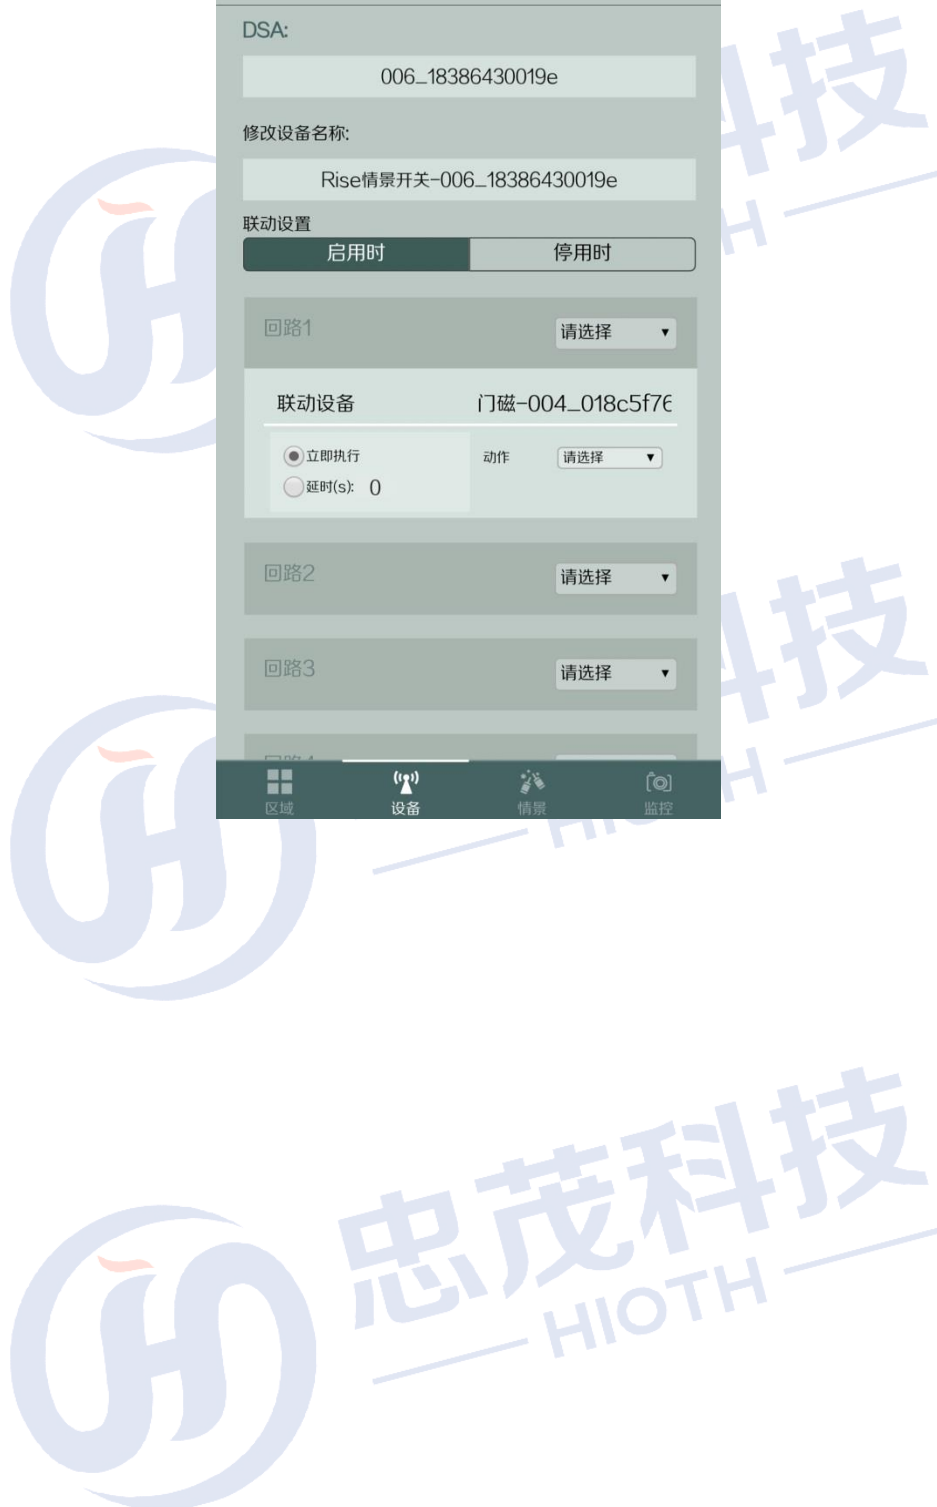 DSA:
006_18386430019e
修改设备名称:
Rise情景开关-006_18386430019e
联动设置
启用时 停用时
回路1 请选择
联动设备 门磁-004_018c5f76
立即执行 动作 请选择
延时(s): 0
回路2 请选择
回路3 请选择
区域 设备 情景 监控
忠茂科技
HIOTH